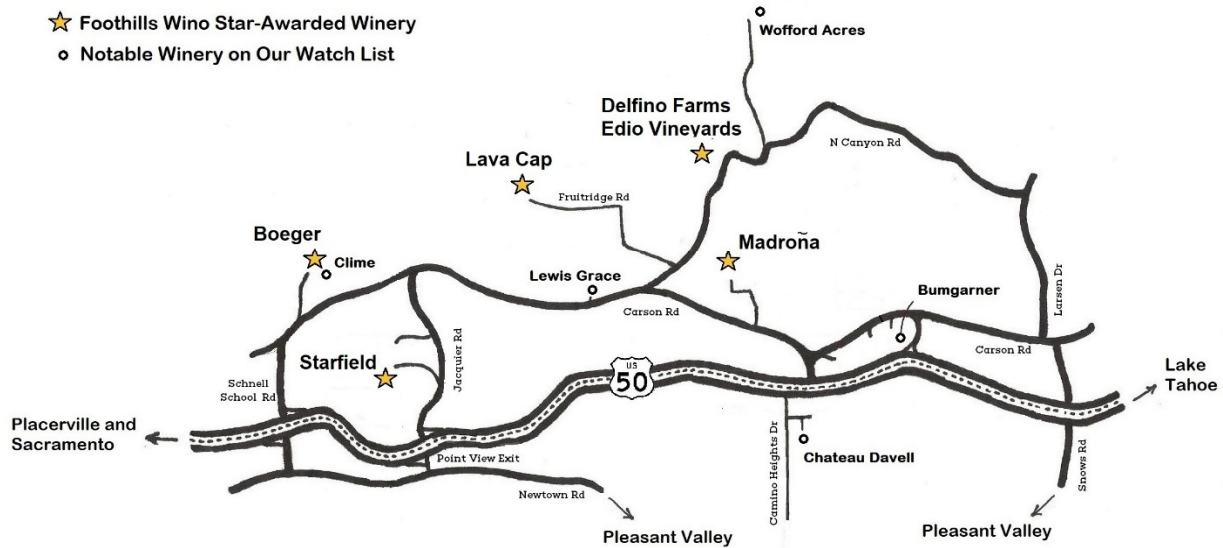 Foothills Wino Star-Awarded Winery
Notable Winery on Our Watch List
Wofford Acres
Delfino Farms
Edio Vineyards
N Canyon Rd
Lava Cap
Fruitridge Rd
Boeger
Clime
Madroña
Lewis Grace
Carson Rd
Bumgarner
Larsen Dr
Jacquier Rd
Starfield
Carson Rd
US
50
Schnell
School Rd
Lake
Tahoe
Placerville and
Sacramento
Point View Exit
Camino Heights Dr
Chateau Davell
Snows Rd
Newtown Rd
Pleasant Valley
Pleasant Valley